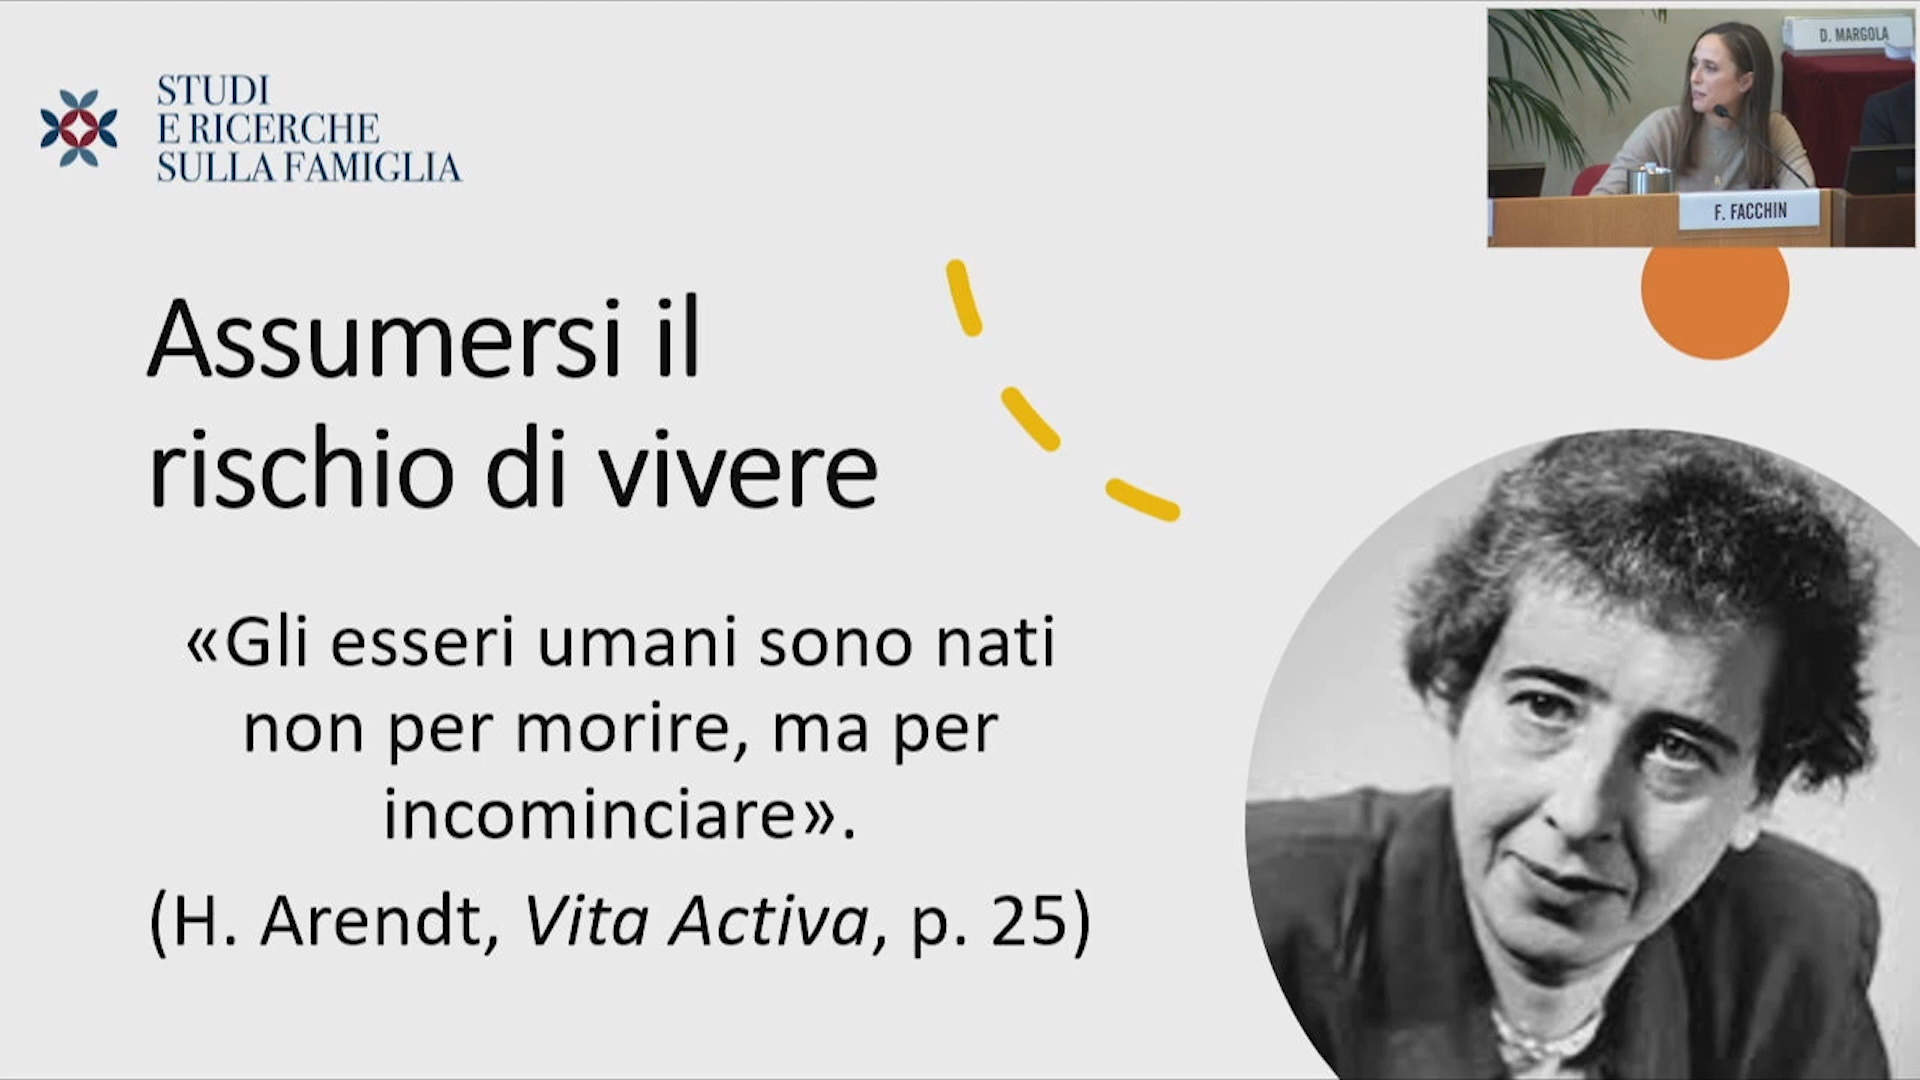 STUDI
E RICERCHE
SULLA FAMIGLIA
D. MARGOLA
F. FACCHIN
Assumersi il
rischio di vivere
«Gli esseri umani sono nati
non per morire, ma per
incominciare».
(H. Arendt, Vita Activa, p. 25)